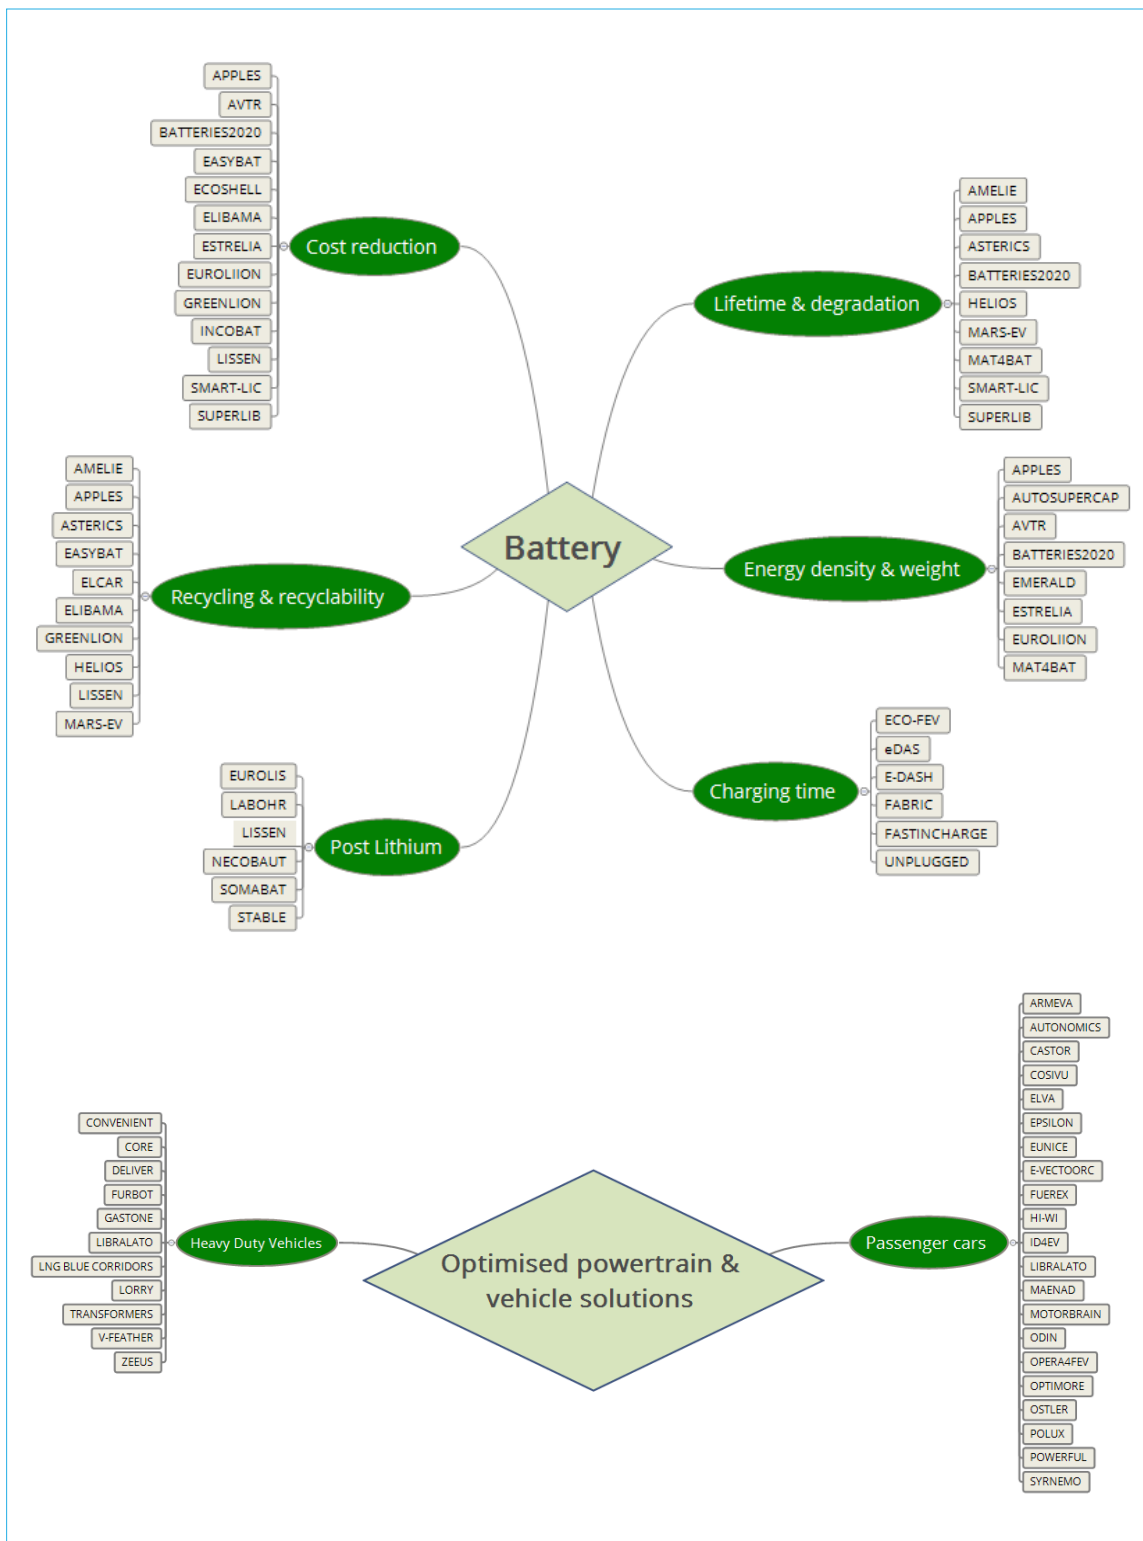 APPLES
AVTR
BATTERIES2020
EASYBAT
ECOSHELL
ELIBAMA
ESTRELIA
EUROLIION
GREENLION
INCOBAT
LISSEN
SMART-LIC
SUPERLIB
Cost reduction
AMELIE
APPLES
ASTERICS
BATTERIES2020
HELIOS
MARS-EV
MAT4BAT
SMART-LIC
SUPERLIB
Lifetime & degradation
AMELIE
APPLES
ASTERICS
EASYBAT
ELCAR
ELIBAMA
GREENLION
HELIOS
LISSEN
MARS-EV
Recycling & recyclability
Battery
APPLES
AUTOSUPERCAP
AVTR
BATTERIES2020
EMERALD
ESTRELIA
EUROLIION
MAT4BAT
Energy density & weight
EUROLIS
LABOHR
LISSEN
NECOBAUT
SOMABAT
STABLE
Post Lithium
ECO-FEV
eDAS
E-DASH
FABRIC
FASTINCHARGE
UNPLUGGED
Charging time
CONVENIENT
CORE
DELIVER
FURBOT
GASTONE
LIBRALATO
LNG BLUE CORRIDORS
LORRY
TRANSFORMERS
V-FEATHER
ZEEUS
Heavy Duty Vehicles
Optimised powertrain &
vehicle solutions
Passenger cars
ARMEVA
AUTONOMICS
CASTOR
COSIVU
ELVA
EPSILON
EUNICE
E-VECTOORC
FUEREX
HI-WI
ID4EV
LIBRALATO
MAENAD
MOTORBRAIN
ODIN
OPERA4FEV
OPTIMORE
OSTLER
POLUX
POWERFUL
SYRNEMO